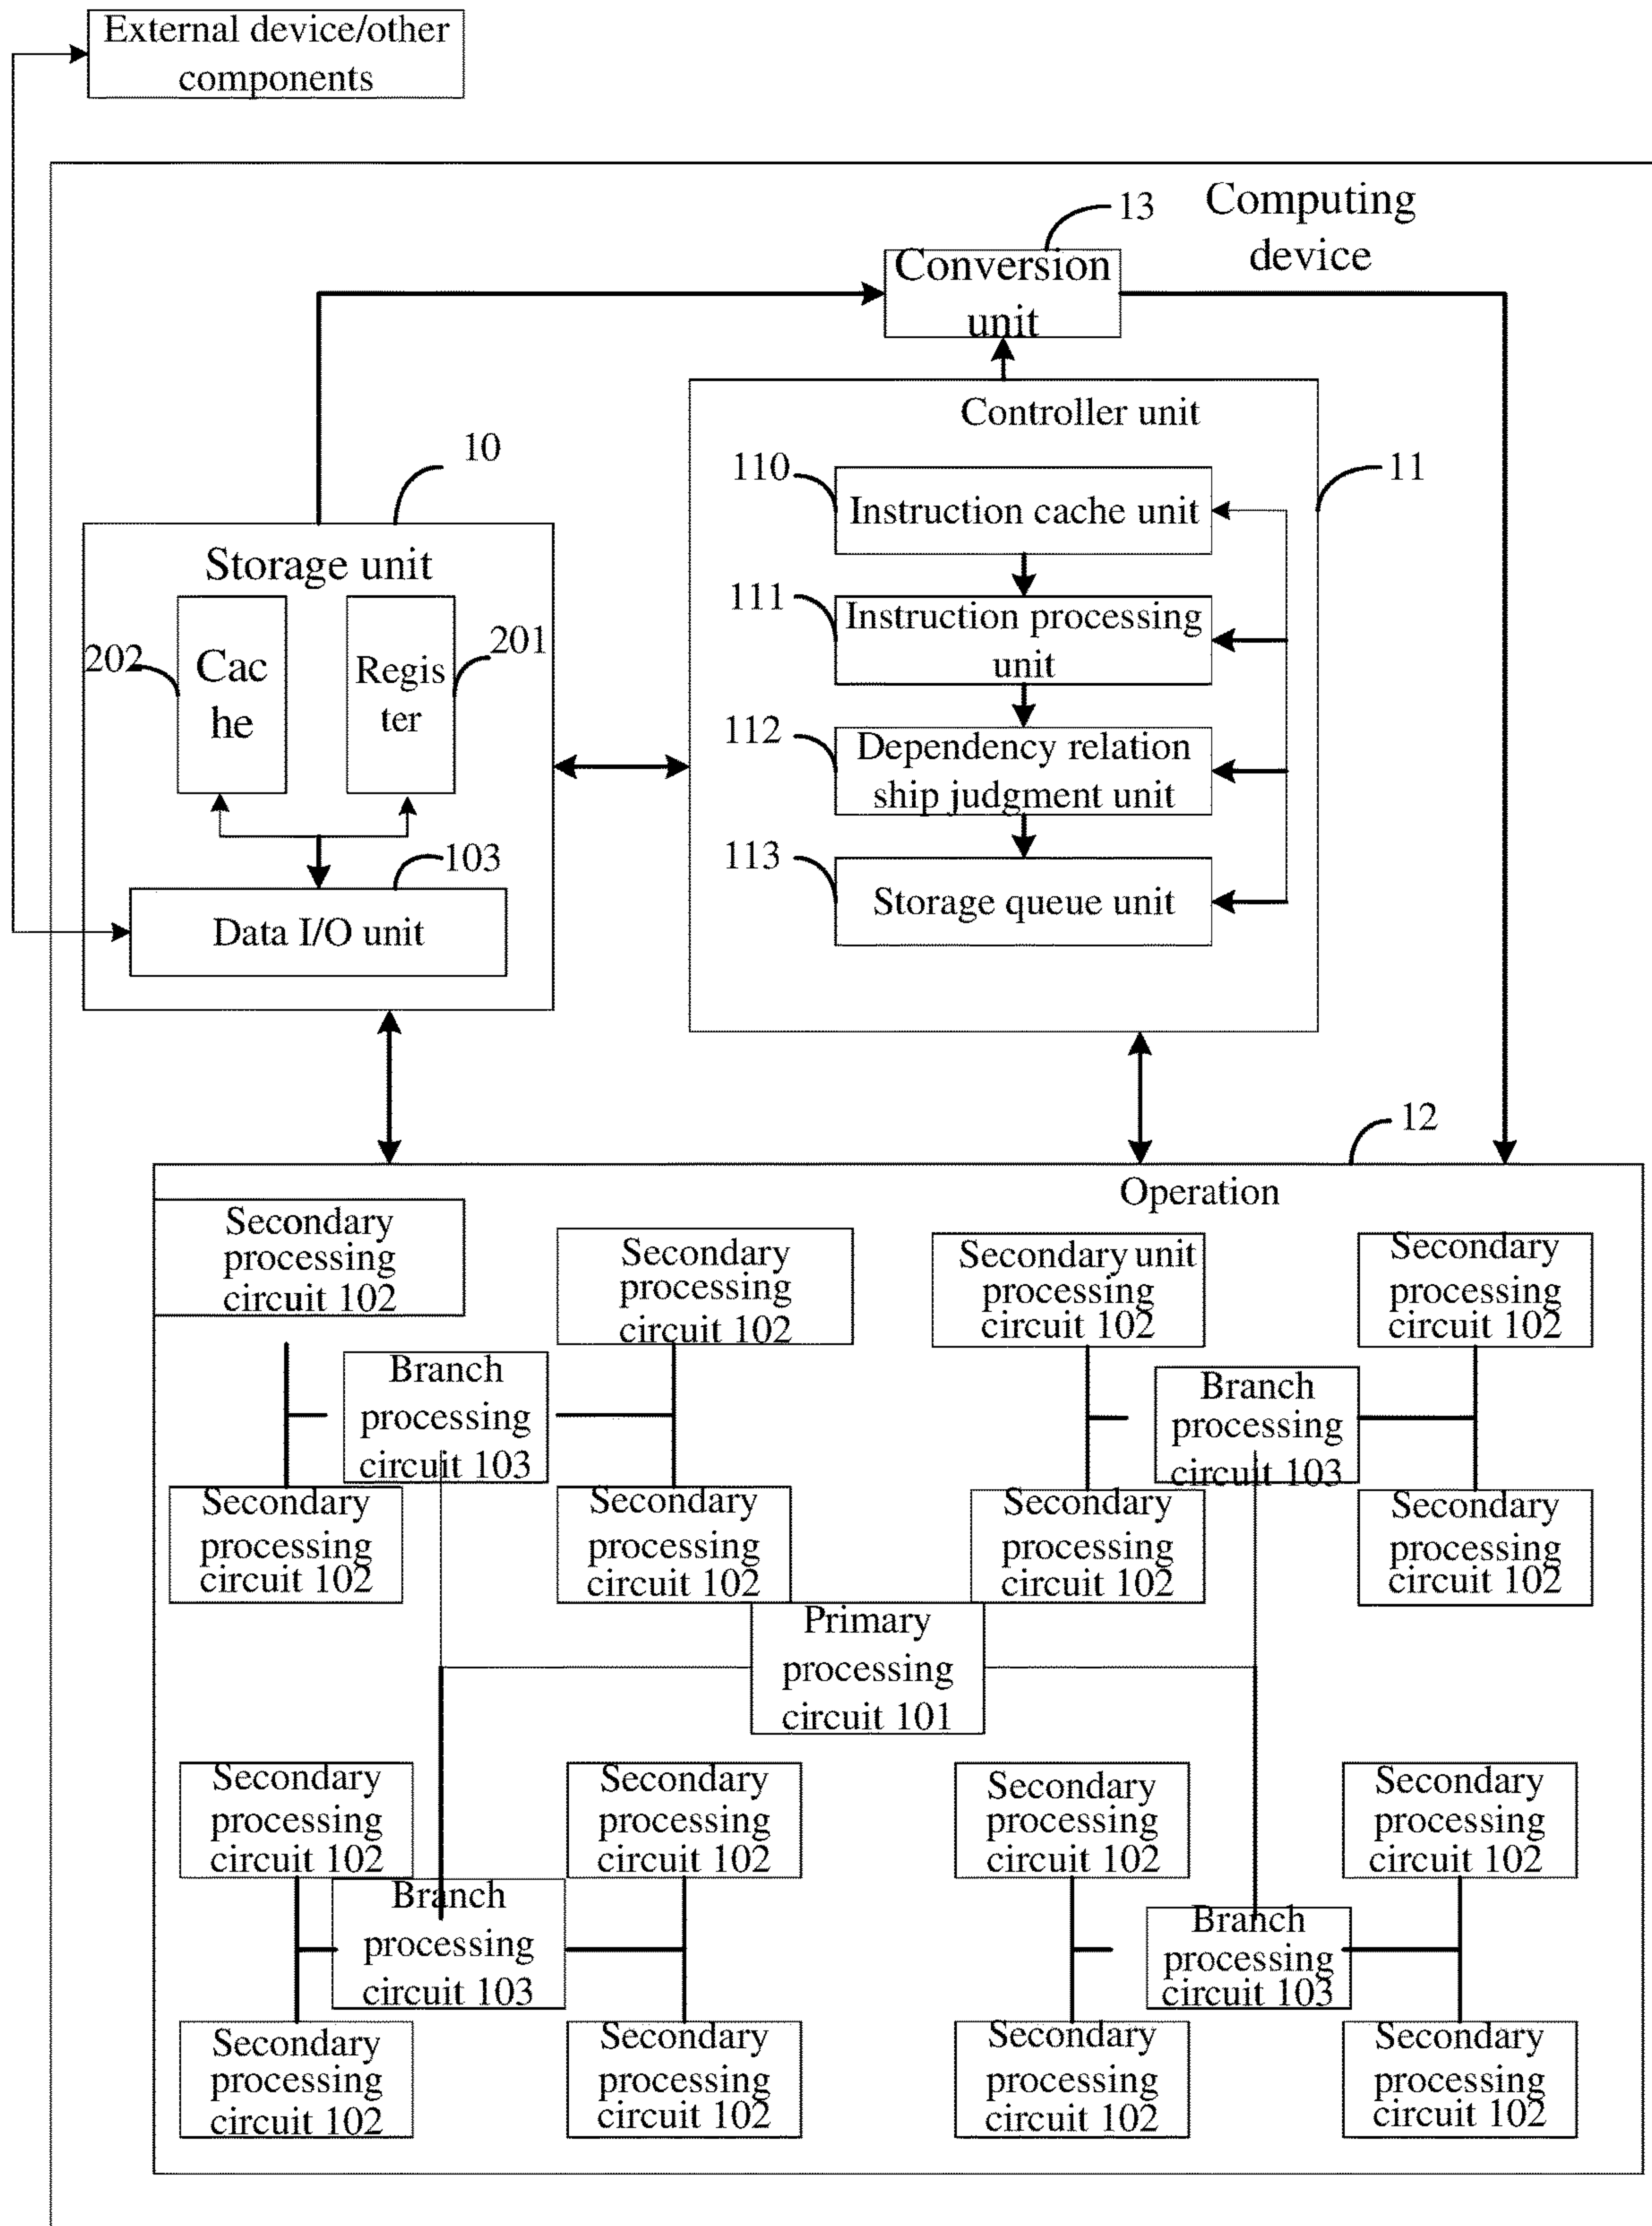 External device/other
components
13
Computing
device
Conversion
unit
10
Controller unit
11
110
Instruction cache unit
Storage unit
111
Instruction processing
unit
202
Cac
he
Regis
ter
201
112
Dependency relation
ship judgment unit
103
113
Storage queue unit
Data I/O unit
12
Operation
Secondary
processing
circuit 102
Secondary
processing
circuit 102
Secondary unit
processing
circuit 102
Secondary
processing
circuit 102
Branch
processing
circuit 103
Branch
processing
circuit 103
Secondary
processing
circuit 102
Secondary
processing
circuit 102
Secondary
processing
circuit 102
Secondary
processing
circuit 102
Primary
processing
circuit 101
Secondary
processing
circuit 102
Secondary
processing
circuit 102
Secondary
processing
circuit 102
Secondary
processing
circuit 102
Branch
processing
circuit 103
Branch
processing
circuit 103
Secondary
processing
circuit 102
Secondary
processing
circuit 102
Secondary
processing
circuit 102
Secondary
processing
circuit 102